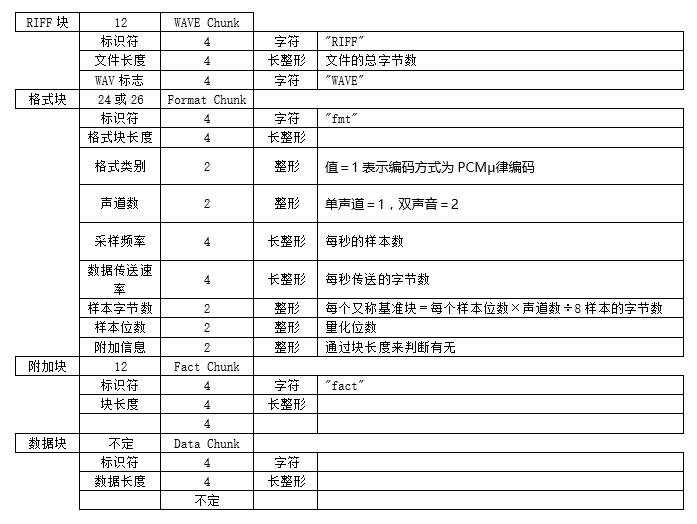 RIFF 块 12 WAVE Chunk
标识符 4 字符 "RIFF"
文件长度 4 长整形 文件的总字节数
WAV 标志 4 字符 "WAVE"
格式块 24 或 26 Format Chunk
标识符 4 字符 "fmt"
格式块长度 4 长整形
格式类别 2 整形 值＝1 表示编码方式为 PCMμ律编码
声道数 2 整形 单声道＝1，双声音＝2
采样频率 4 长整形 每秒的样本数
数据传送速
率 4 长整形 每秒传送的字节数
样本字节数 2 整形 每个又称基准块＝每个样本位数×声道数÷8 样本的字节数
样本位数 2 整形 量化位数
附加信息 2 整形 通过块长度来判断有无
附加块 12 Fact Chunk
标识符 4 字符 "fact"
块长度 4 长整形
4
数据块 不定 Data Chunk
标识符 4 字符
数据长度 4 长整形
不定